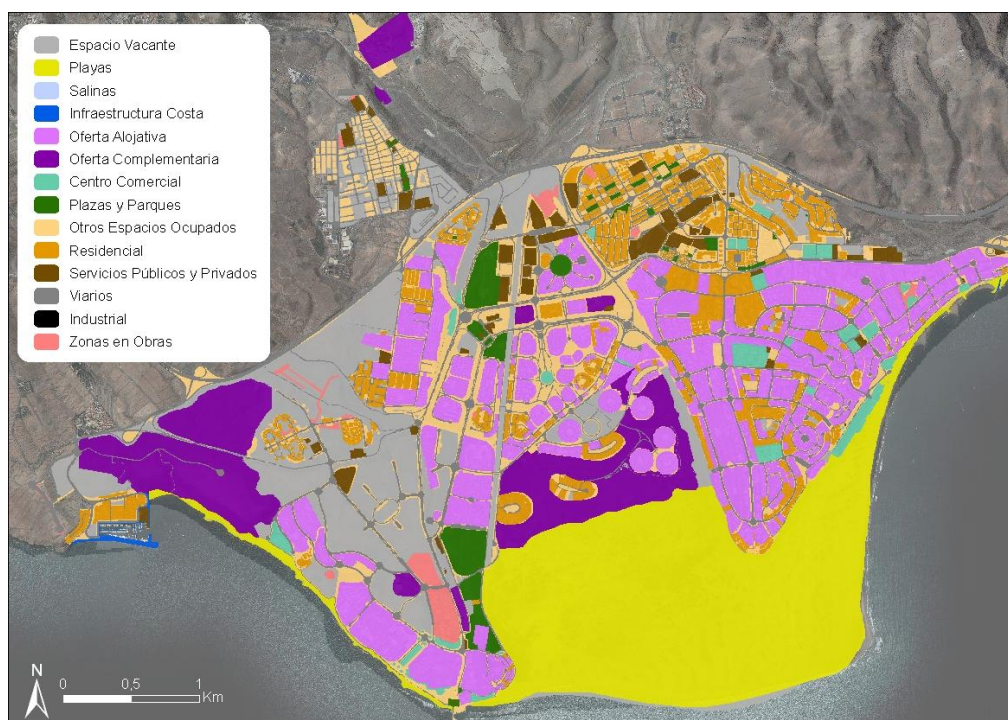 Espacio Vacante
Playas
Salinas
Infraestructura Costa
Oferta Alojativa
Oferta Complementaria
Centro Comercial
Plazas y Parques
Otros Espacios Ocupados
Residencial
Servicios Públicos y Privados
Viarios
Industrial
Zonas en Obras
N
0 0,5 1
Km